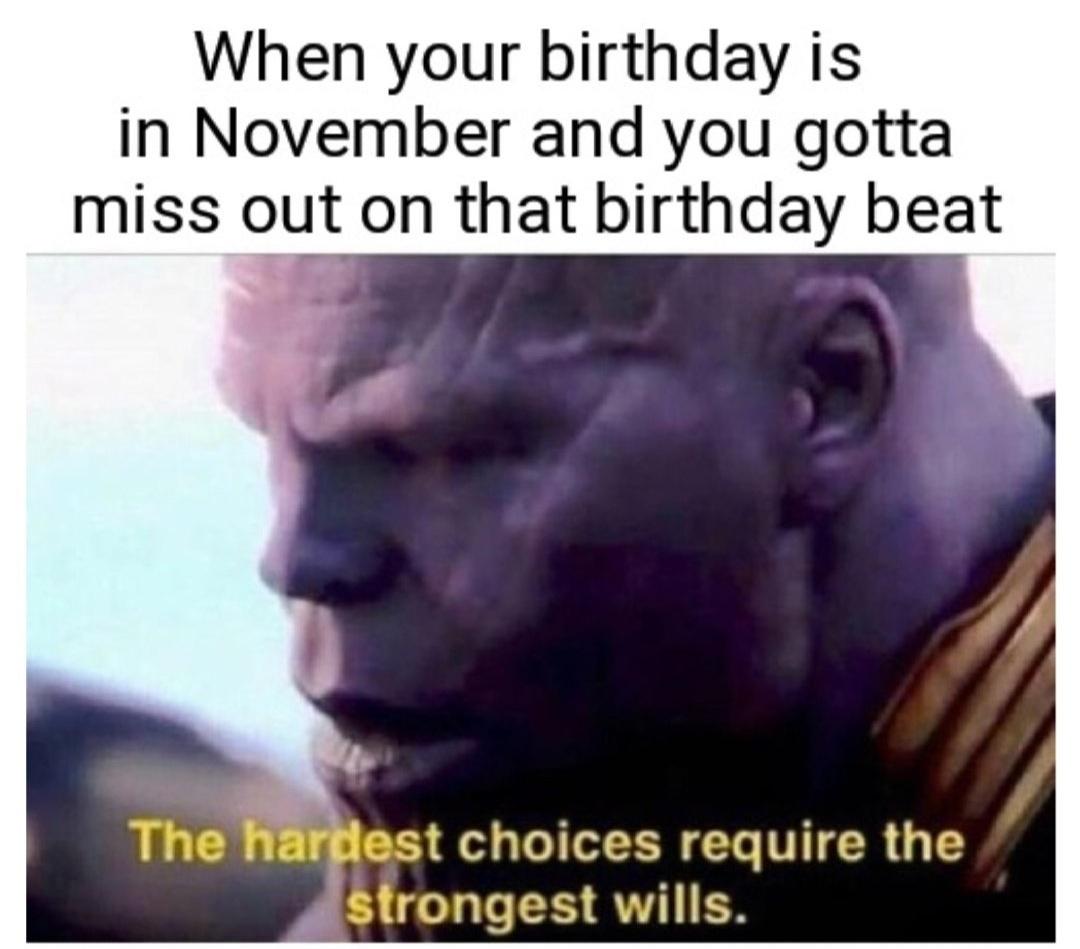 When your birthday is
in November and you gotta
miss out on that birthday beat
The hardest choices require the
strongest wills.